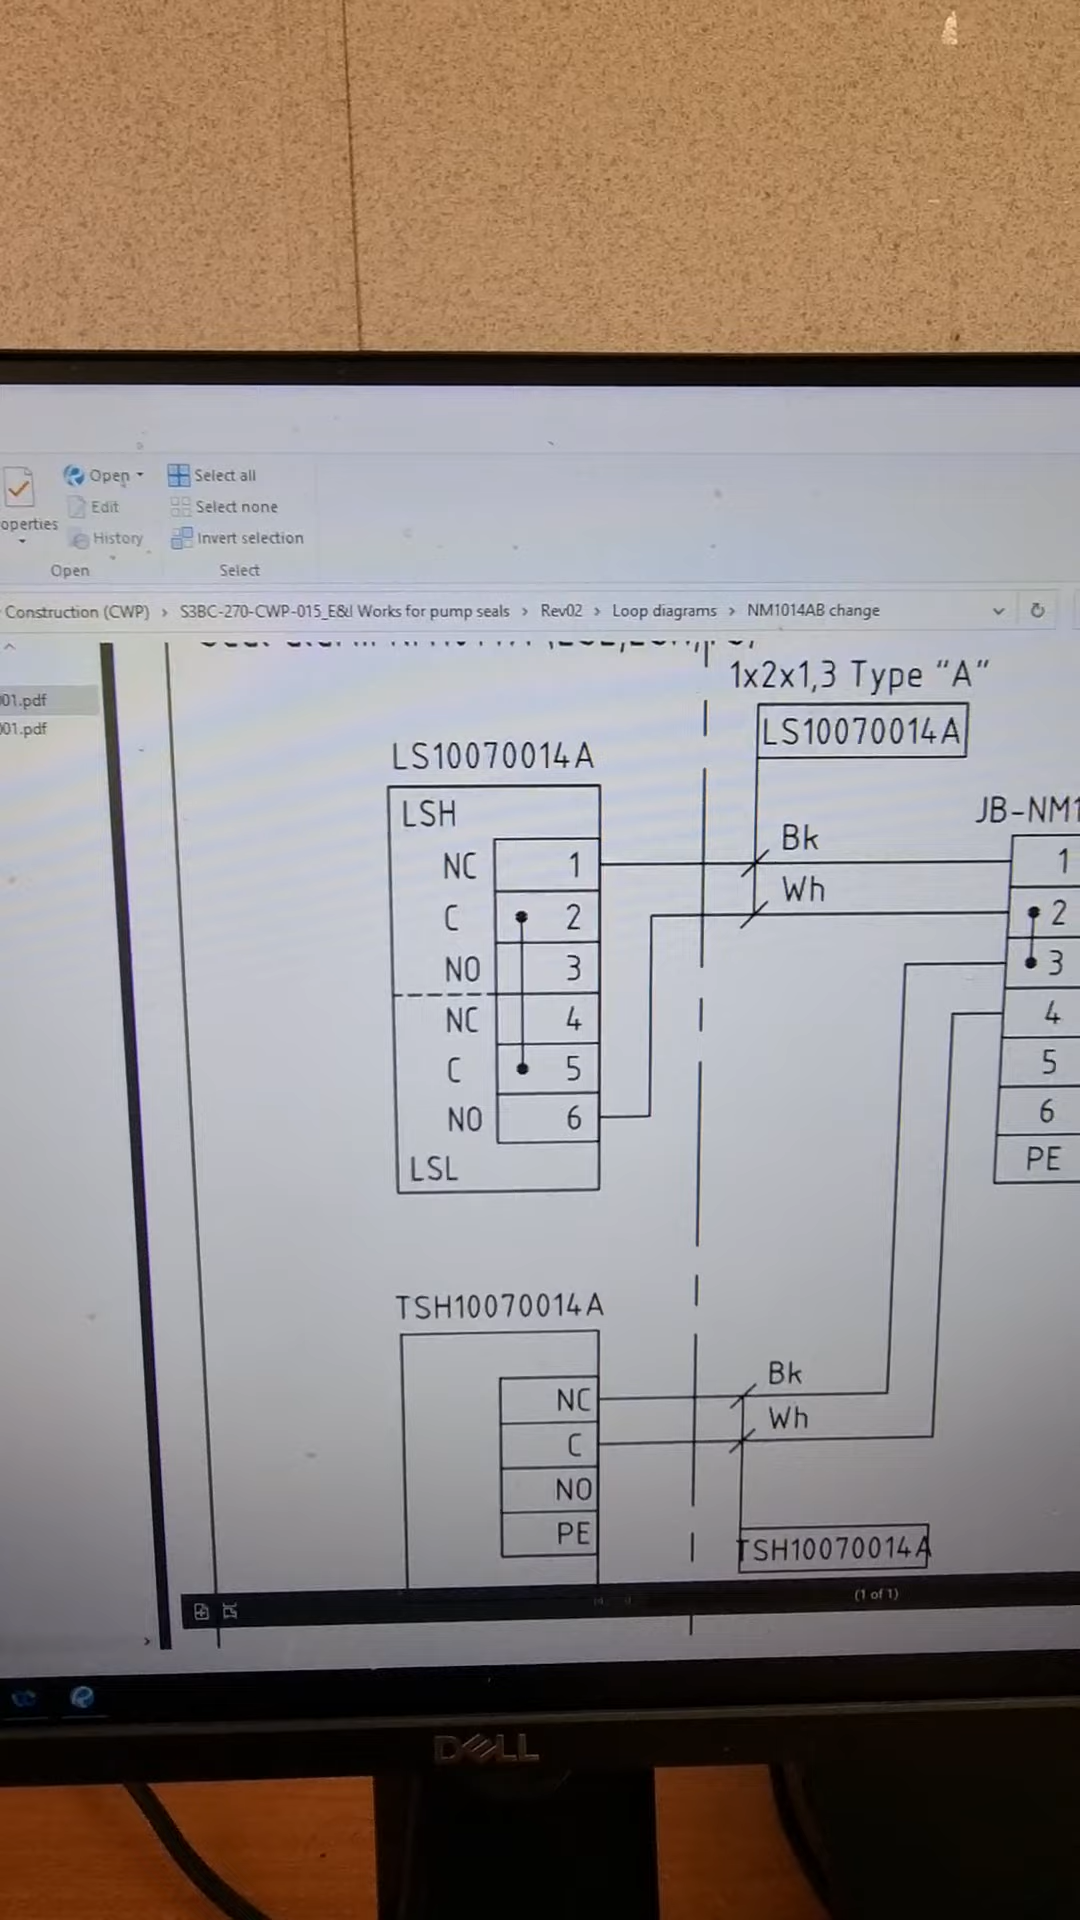 Open
Select all
operties
Edit
Select none
History
Invert selection
Open
Select
Construction (CWP) > S3BC-270-CWP-015_E&I Works for pump seals > Rev02 > Loop diagrams > NM1014AB change
01.pdf
01.pdf
1x2x1,3 Type “A”
LS10070014A
LS10070014A
JB-NM1
LSH
NC 1
C 2
NO 3
NC 4
C 5
NO 6
LSL
Bk
Wh
1
2
3
4
5
6
PE
TSH10070014A
NC
C
NO
PE
Bk
Wh
TSH10070014A
(1 of 1)
DELL